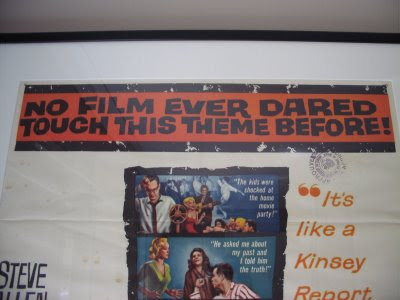 NO FILM EVER DARED
TOUCH THIS THEME BEFORE!
"The kids were
shocked at
the home
movie
party!"
"He asked me about
my past and
I told him
the truth!"
“It's
like a
Kinsey
Report
STEVE
ALLEN